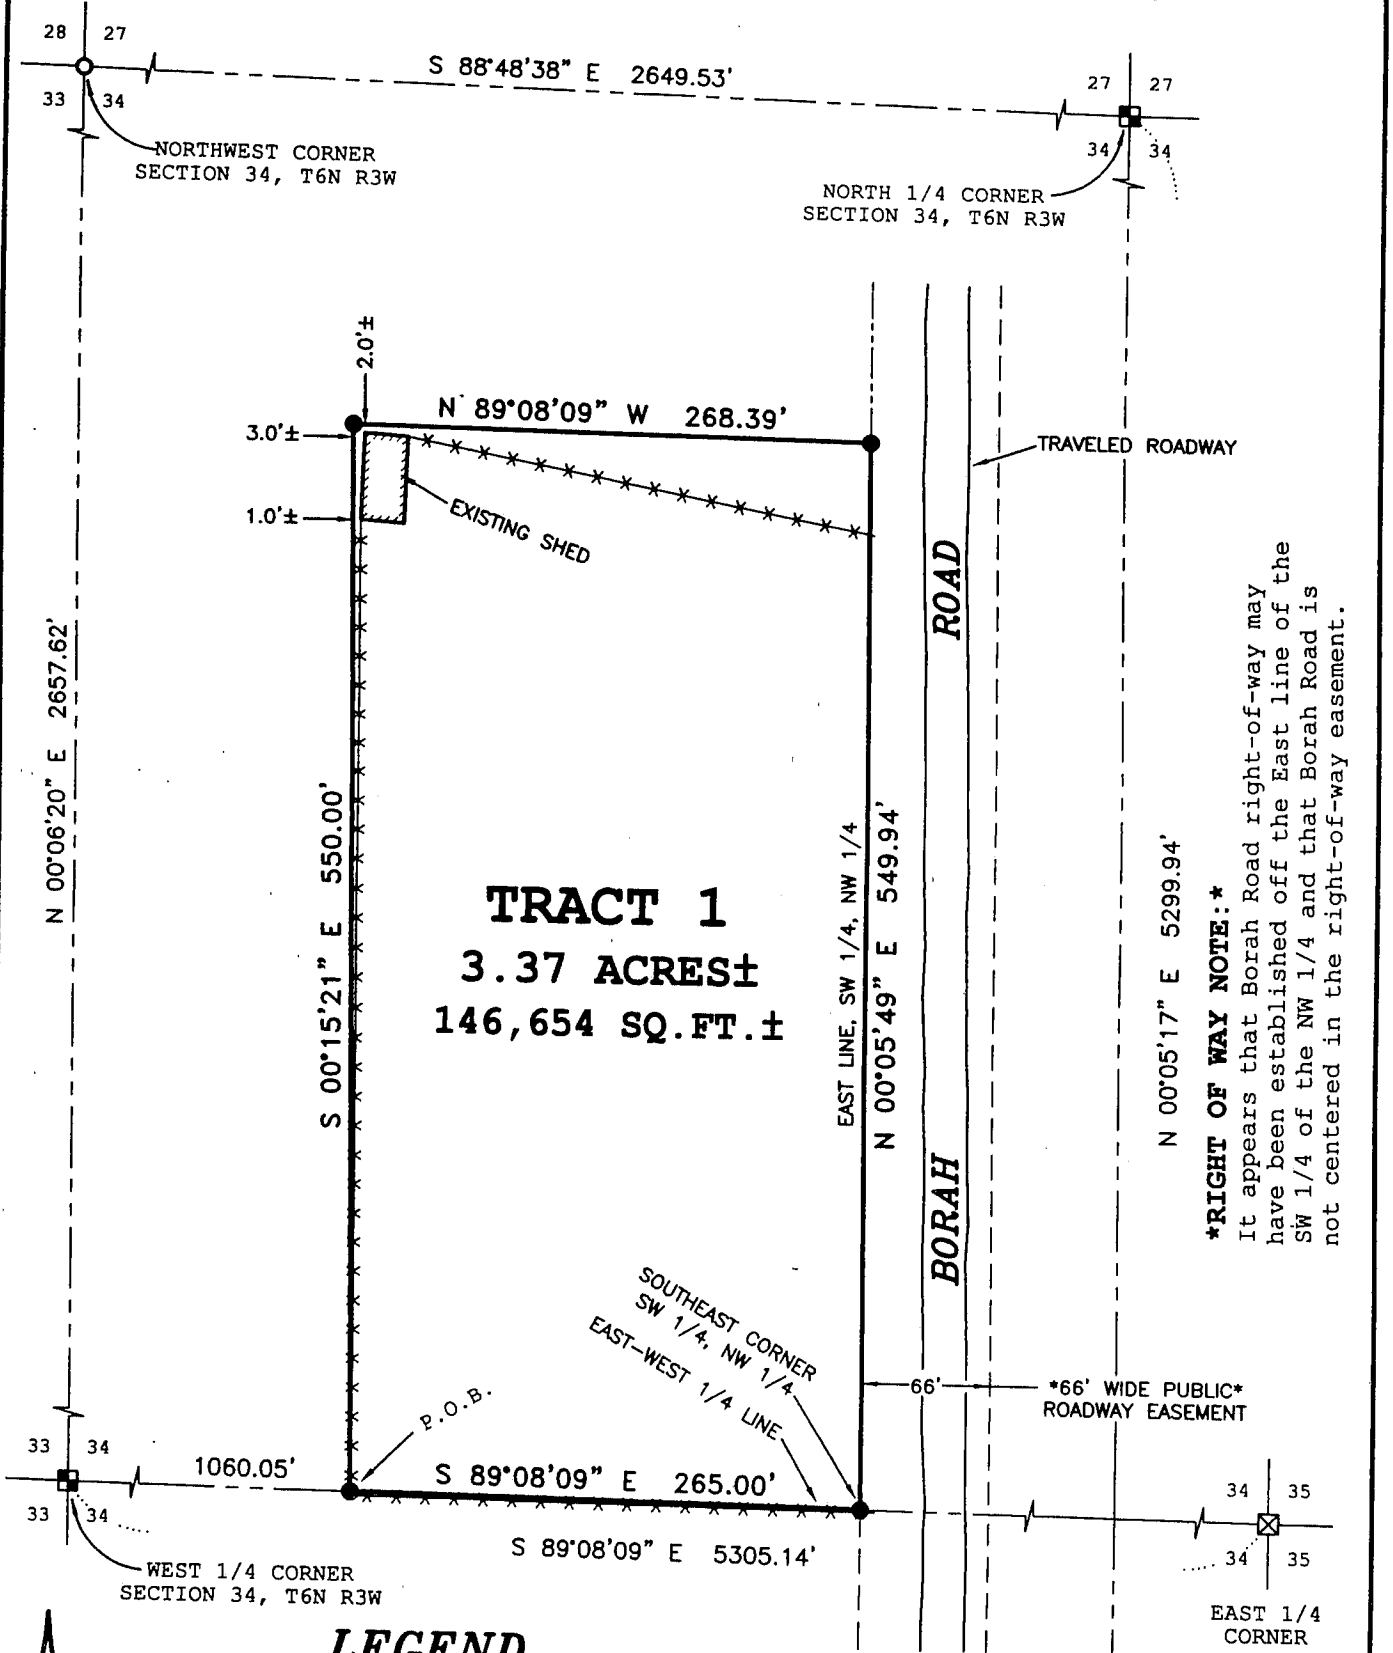 28 27
S 88°48'38" E 2649.53'
27 27
33 34
34 34
NORTHWEST CORNER
SECTION 34, T6N R3W
NORTH 1/4 CORNER
SECTION 34, T6N R3W
2.0'±
N 89°08'09" W 268.39'
3.0'±
TRAVELED ROADWAY
1.0'±
EXISTING SHED
ROAD
N 00°06'20" E 2657.62'
S 00°15'21" E 550.00'
TRACT 1
3.37 ACRES±
146,654 SQ.FT.±
EAST LINE, SW 1/4, NW 1/4
N 00°05'49" E 549.94'
BORAH
N 00°05'17" E 5299.94'
*RIGHT OF WAY NOTE:*
It appears that Borah Road right-of-way may
have been established off the East line of the
SW 1/4 of the NW 1/4 and that Borah Road is
not centered in the right-of-way easement.
SOUTHEAST CORNER
SW 1/4, NW 1/4
EAST-WEST 1/4 LINE
66'
*66' WIDE PUBLIC*
ROADWAY EASEMENT
P.O.B.
33 34
1060.05'
S 89°08'09" E 265.00'
34 35
33 34
S 89°08'09" E 5305.14'
34 35
WEST 1/4 CORNER
SECTION 34, T6N R3W
EAST 1/4
CORNER
LEGEND